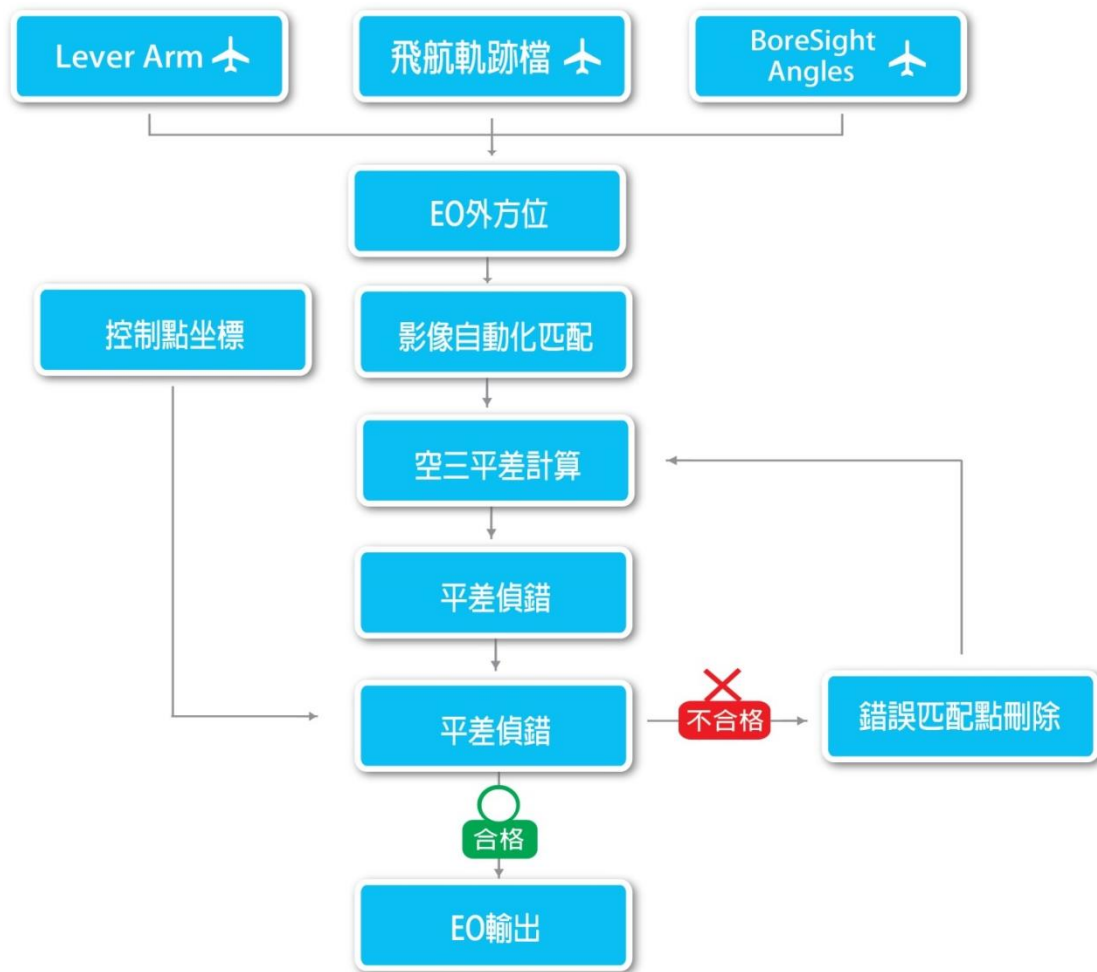 Lever Arm
飛航軌跡檔
BoreSight
Angles
EO外方位
控制點坐標
影像自動化匹配
空三平差計算
平差偵錯
平差偵錯
不合格
錯誤匹配點刪除
合格
EO輸出